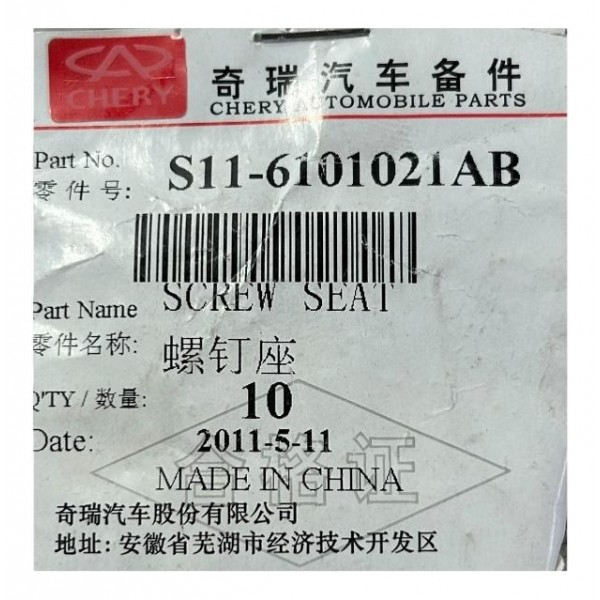 CHERY
奇瑞汽车备件
CHERY AUTOMOBILE PARTS
Part No. S11-6101021AB
零件号:
Part Name SCREW SEAT
零件名称: 螺钉座
Q'TY / 数量: 10
Date: 2011-5-11
合格证
MADE IN CHINA
奇瑞汽车股份有限公司
地址: 安徽省芜湖市经济技术开发区